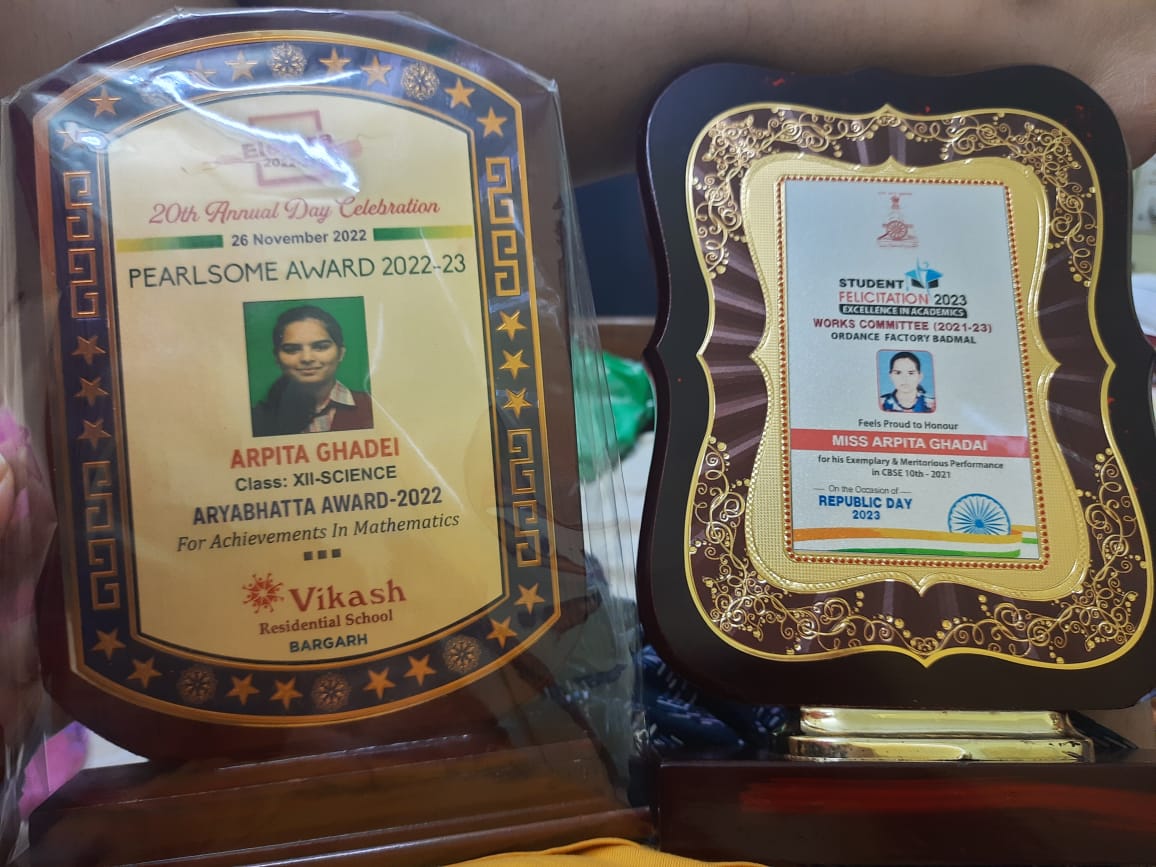 20th Annual Day Celebration
26 November 2022
PEARLSOME AWARD 2022-23
ARPITA GHADEI
Class: XII-SCIENCE
ARYABHATTA AWARD-2022
For Achievements In Mathematics
Vikash
Residential School
BARGARH
STUDENT
FELICITATION 2023
EXCELLENCE IN ACADEMICS
WORKS COMMITTEE (2021-23)
ORDANCE FACTORY BADMAL
Feels Proud to Honour
MISS ARPITA GHADAI
for his Exemplary & Meritorious Performance
in CBSE 10th - 2021
On the Occasion of
REPUBLIC DAY
2023